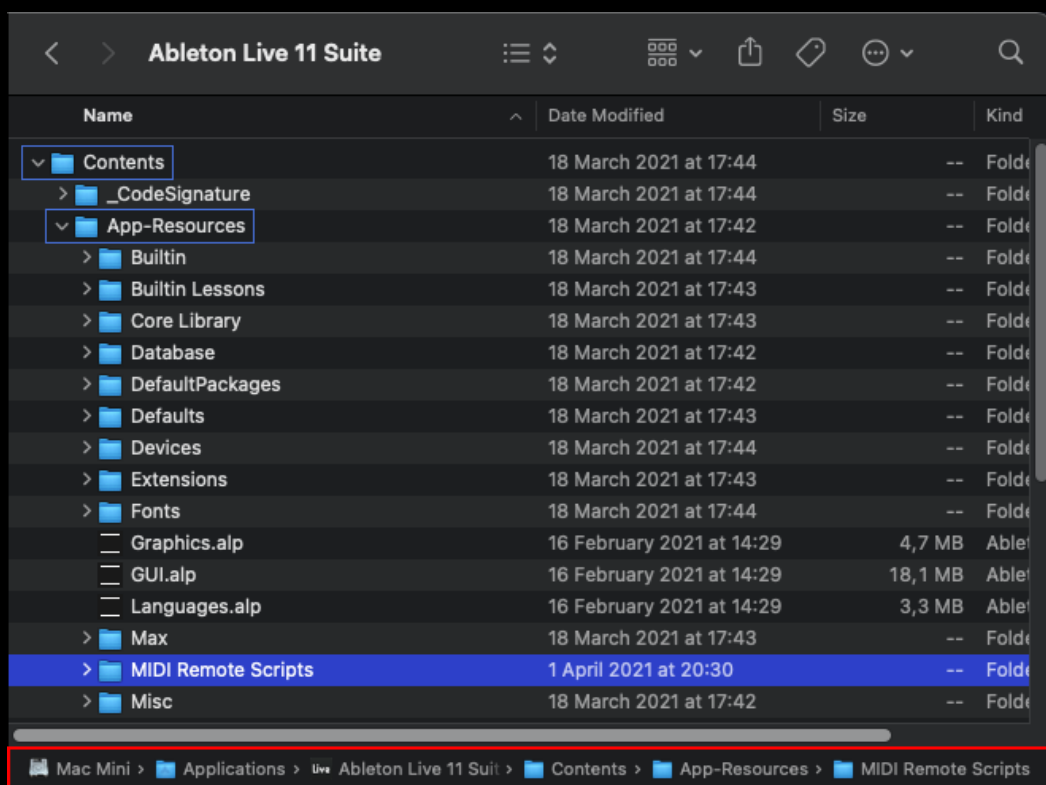 Ableton Live 11 Suite
Name Date Modified Size Kind
Contents 18 March 2021 at 17:44 -- Folde
_CodeSignature 18 March 2021 at 17:44 -- Folde
App-Resources 18 March 2021 at 17:42 -- Folde
Builtin 18 March 2021 at 17:44 -- Folde
Builtin Lessons 18 March 2021 at 17:43 -- Folde
Core Library 18 March 2021 at 17:43 -- Folde
Database 18 March 2021 at 17:42 -- Folde
DefaultPackages 18 March 2021 at 17:42 -- Folde
Defaults 18 March 2021 at 17:43 -- Folde
Devices 18 March 2021 at 17:44 -- Folde
Extensions 18 March 2021 at 17:43 -- Folde
Fonts 18 March 2021 at 17:44 -- Folde
Graphics.alp 16 February 2021 at 14:29 4,7 MB Ablet
GUI.alp 16 February 2021 at 14:29 18,1 MB Ablet
Languages.alp 16 February 2021 at 14:29 3,3 MB Ablet
Max 18 March 2021 at 17:43 -- Folde
MIDI Remote Scripts 1 April 2021 at 20:30 -- Folde
Misc 18 March 2021 at 17:42 -- Folde
Mac Mini › Applications › Live Ableton Live 11 Suit › Contents › App-Resources › MIDI Remote Scripts